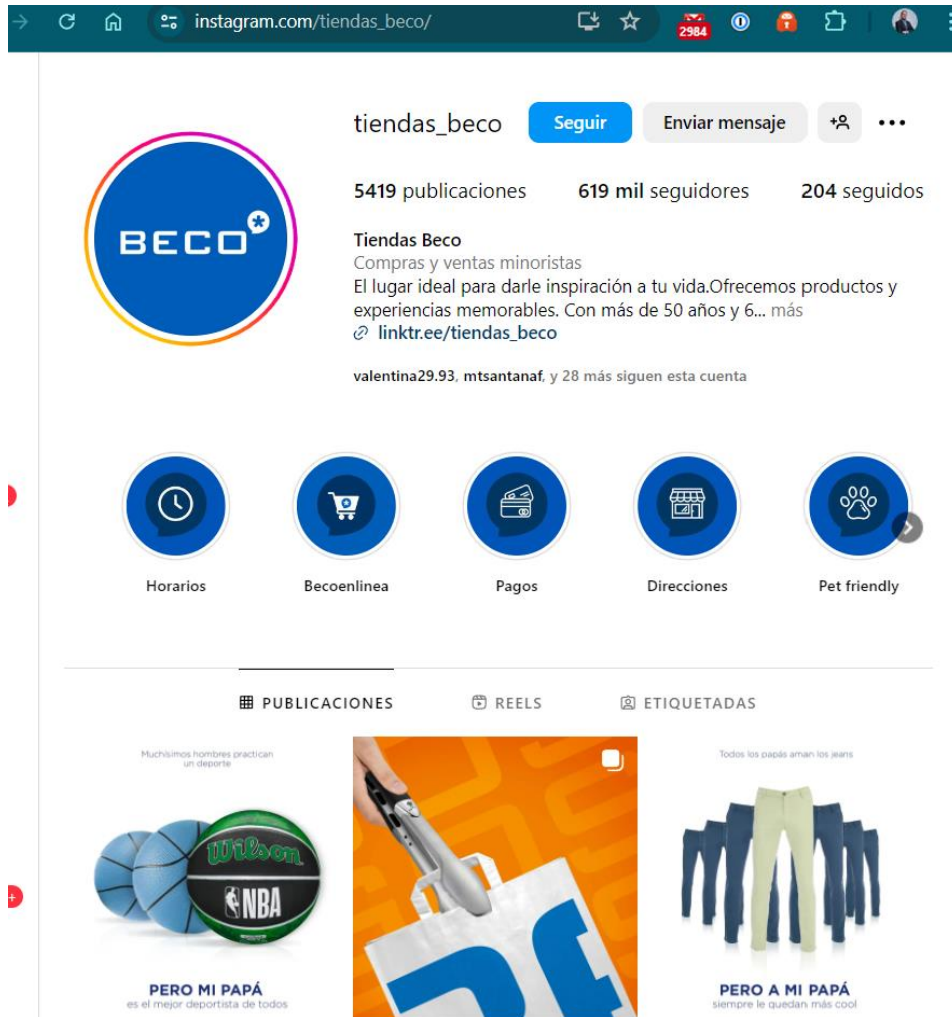 instagram.com/tiendas_beco/
2984
tiendas_beco Seguir Enviar mensaje
5419 publicaciones 619 mil seguidores 204 seguidos
BECO
Tiendas Beco
Compras y ventas minoristas
El lugar ideal para darle inspiración a tu vida.Ofrecemos productos y
experiencias memorables. Con más de 50 años y 6... más
linktr.ee/tiendas_beco
valentina29.93, mtsantanaf, y 28 más siguen esta cuenta
Horarios Becoenlinea Pagos Direcciones Pet friendly
PUBLICACIONES REELS ETIQUETADAS
Muchísimos hombres practican
un deporte
Wilson
NBA
PERO MI PAPÁ
es el mejor deportista de todos
Todos los papás aman los jeans
PERO A MI PAPÁ
siempre le quedan más cool